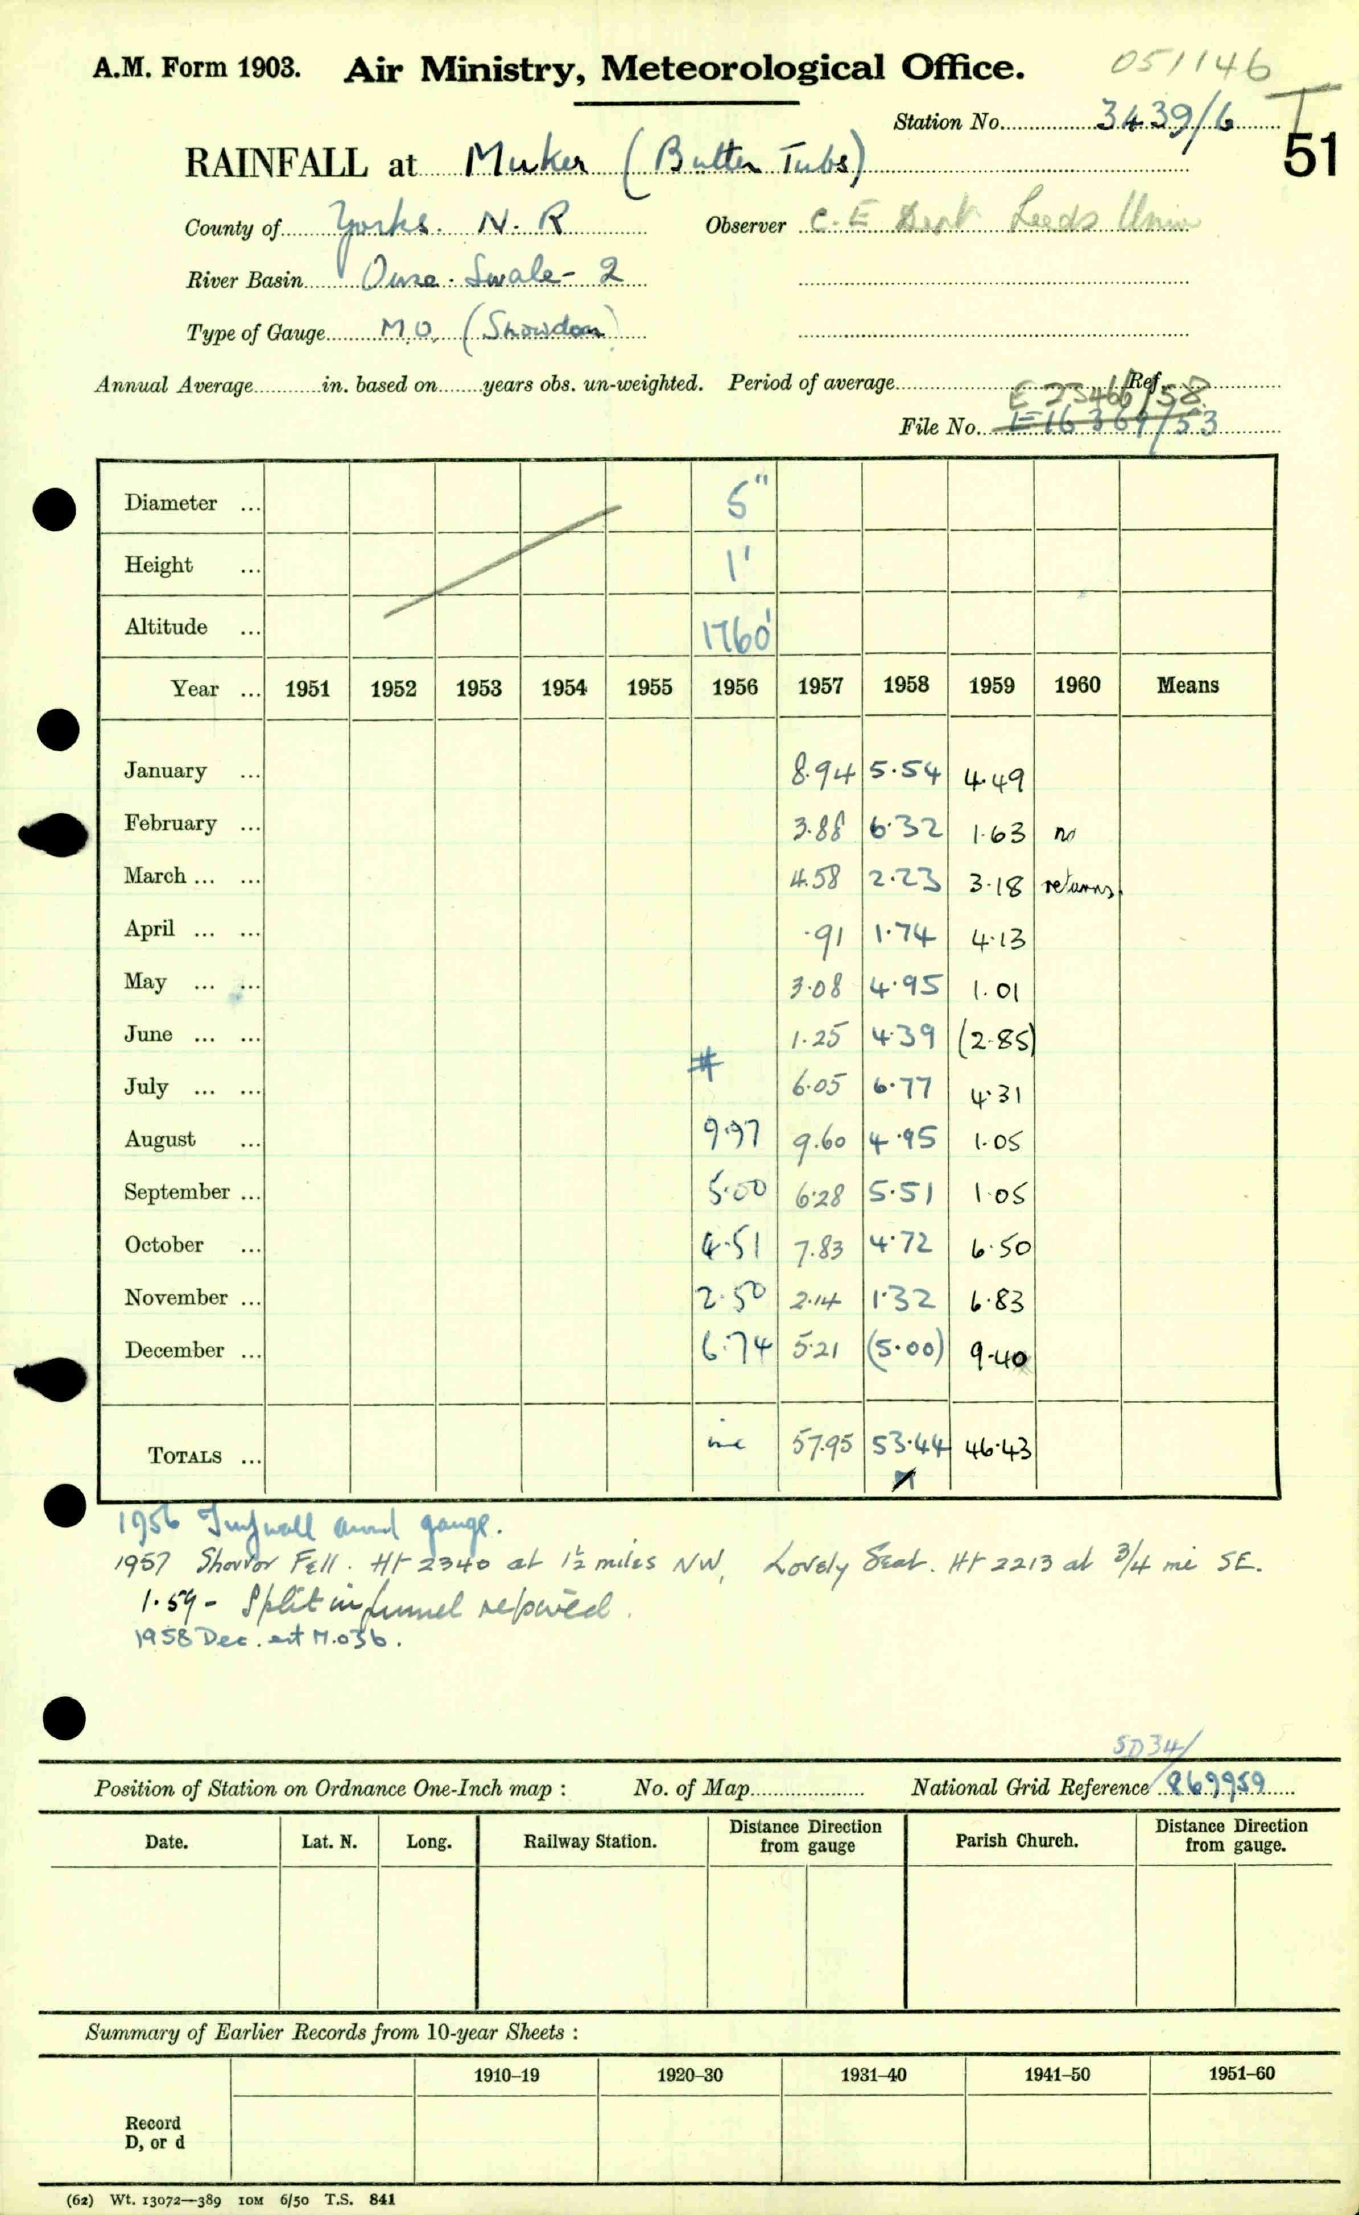 051146
A.M. Form 1903. Air Ministry, Meteorological Office.
Station No. 3439/6 T
RAINFALL at Muker (Butter Tubs) 51
County of Yorks. N. R Observer C. E Dept Leeds Univ
River Basin Ouse. Swale - 2
Type of Gauge M.O. (Snowdon)
Annual Average in. based on years obs. un-weighted. Period of average Ref.
E 23466/58
File No. E16369/53
Diameter ... 5"
Height ... 1'
Altitude ... 1760'
Year ... 1951 1952 1953 1954 1955 1956 1957 1958 1959 1960 Means
January ... 8.94 5.54 4.49
February ... 3.88 6.32 1.63 no
March ... ... 4.58 2.23 3.18 returns.
April ... ... .91 1.74 4.13
May ... ... 3.08 4.95 1.01
June ... ... 1.25 4.39 (2.85)
July ... ... # 6.05 6.77 4.31
August ... 9.97 9.60 4.95 1.05
September ... 5.00 6.28 5.51 1.05
October ... 4.51 7.83 4.72 6.50
November ... 2.50 2.14 1.32 6.83
December ... 6.74 5.21 (5.00) 9.40
TOTALS ... inc 57.95 53.44 46.43
1956 Turfwall around gauge.
1957 Shovvor Fell. Ht 2340 at 1½ miles NW, Lovely Seat. Ht 2213 at 3/4 mi SE.
1.59 - Split in funnel repaired.
1958 Dec. est M.O3b.
SD34/
Position of Station on Ordnance One-Inch map : No. of Map National Grid Reference 869959
Date. Lat. N. Long. Railway Station. Distance Direction from gauge Parish Church. Distance Direction from gauge.
Summary of Earlier Records from 10-year Sheets :
1910–19 1920–30 1931–40 1941–50 1951–60
Record
D, or d
(62) Wt. 13072—389 10M 6/50 T.S. 841